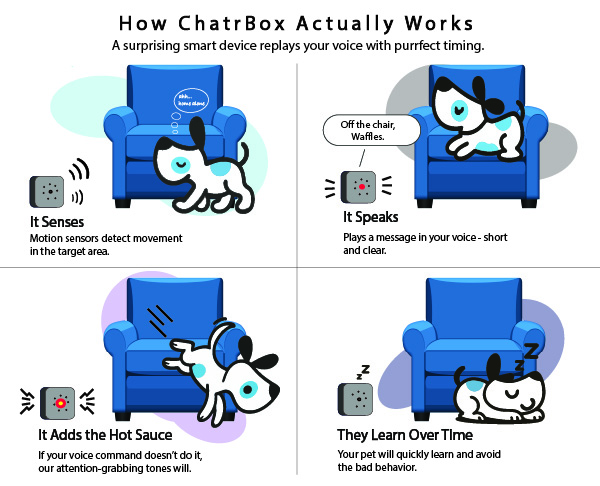 How ChatrBox Actually Works
A surprising smart device replays your voice with purrfect timing.
ahh...
home alone
It Senses
Motion sensors detect movement
in the target area.
Off the chair,
Waffles.
It Speaks
Plays a message in your voice - short
and clear.
It Adds the Hot Sauce
If your voice command doesn't do it,
our attention-grabbing tones will.
z z Z
z z Z
They Learn Over TIme
Your pet will quickly learn and avoid
the bad behavior.